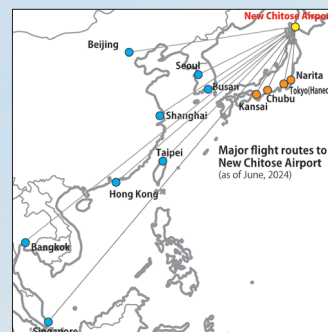 New Chitose Airport
Beijing
Seoul
Busan
Narita
Tokyo(Haneda
Chubu
Kansai
Shanghai
Taipei
Major flight routes to
New Chitose Airport
(as of June, 2024)
Hong Kong
Bangkok
Singapore